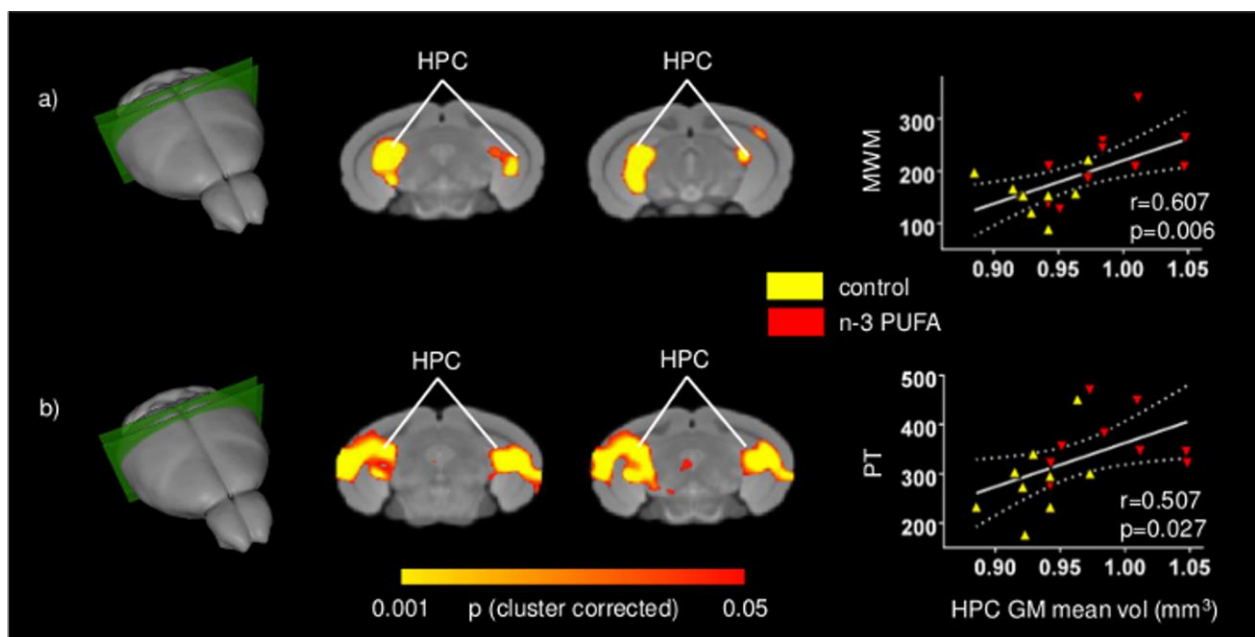 a)
HPC
HPC
MWM
300
200
100
r=0.607
p=0.006
0.90 0.95 1.00 1.05
control
n-3 PUFA
b)
HPC
HPC
PT
500
400
300
200
r=0.507
p=0.027
0.90 0.95 1.00 1.05
0.001 p (cluster corrected) 0.05
HPC GM mean vol (mm³)